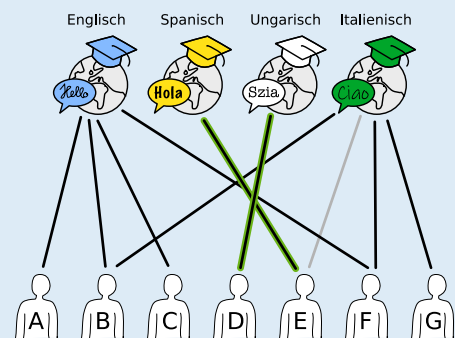 Englisch Spanisch Ungarisch Italienisch
Hello Hola Szia Ciao
A B C D E F G